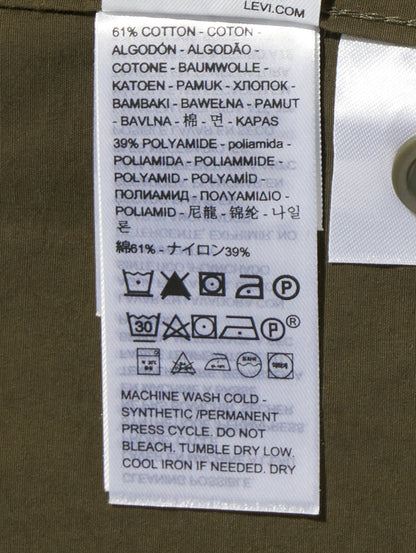 LEVI.COM
61% COTTON - COTON -
ALGODÓN - ALGODÃO -
COTONE - BAUMWOLLE -
KATOEN - PAMUK - ХЛОПОК -
BAMBAKI - BAWEŁNA - PAMUT
- BAVLNA - 棉 - 면 - KAPAS
39% POLYAMIDE - poliamida -
POLIAMIDA - POLIAMMIDE -
POLYAMID - POLYAMİD -
ПОЛИАМИД - ΠΟΛΥΑΜΙΔΙΟ -
POLIAMID - 尼龍 - 锦纶 - 나일
론
綿61% - ナイロン39%
P
30 P®
MACHINE WASH COLD -
SYNTHETIC /PERMANENT
PRESS CYCLE. DO NOT
BLEACH. TUMBLE DRY LOW.
COOL IRON IF NEEDED. DRY